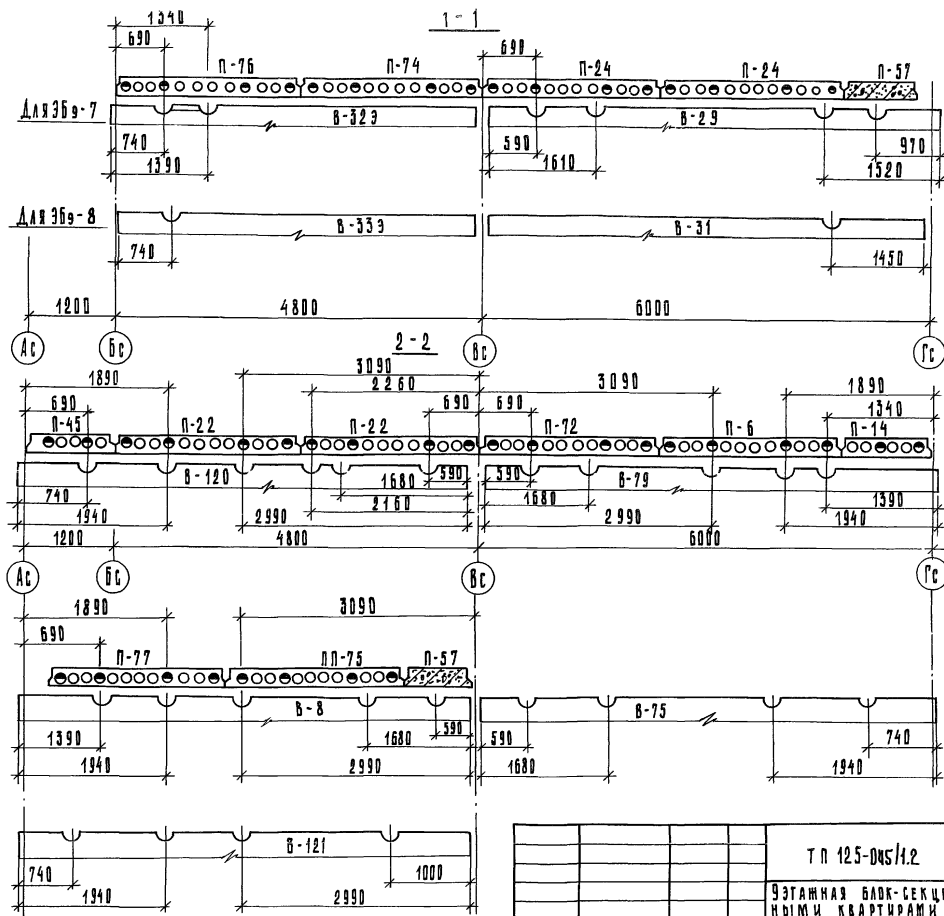 1-1
1340
690
690
П-76 П-74 П-24 П-24 П-57
Для ЭБэ-7
В-32Э В-29
740 590 970
1390 1610 1520
Для ЭБэ-8
В-33Э В-31
740 1450
1200 4800 6000
Ас Бс Вс Гс
2-2
3090
1890 2260 3090 1890
690 690 690 1340
П-45 П-22 П-22 П-72 П-6 П-14
В-120 В-79
590 590
740 1680 1680 1390
2160
1940 2990 2990 1940
1200 4800 6000
Ас Бс Вс Гс
1890 3090
690
П-77 ПП-75 П-57
В-8 В-75
590
1390 1680 590 740
1940 2990 1680 1940
В-121
740 1000
1940 2990
ТП 125-045/1.2
9ЭТАЖНАЯ БЛОК-СЕКЦИ
НЫМИ КВАРТИРАМИ